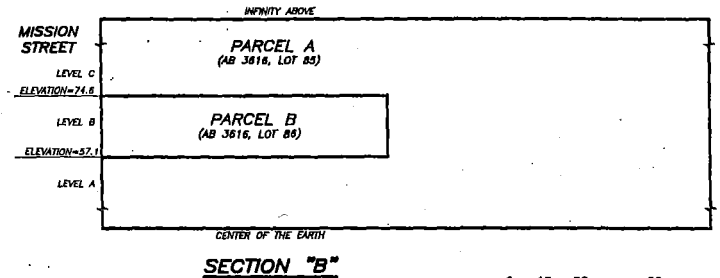 INFINITY ABOVE
MISSION
STREET
PARCEL A
(AB 3616, LOT 85)
LEVEL C
ELEVATION=74.6
LEVEL B
PARCEL B
(AB 3616, LOT 86)
ELEVATION=57.1
LEVEL A
CENTER OF THE EARTH
SECTION "B"